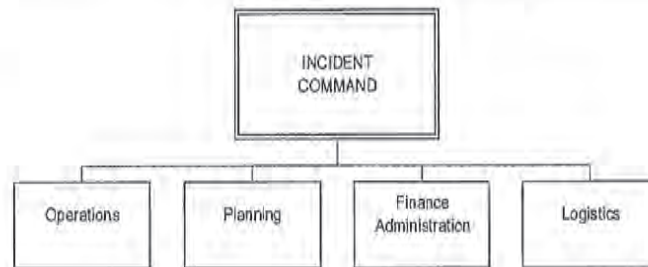 INCIDENT
COMMAND
Operations
Planning
Finance
Administration
Logistics